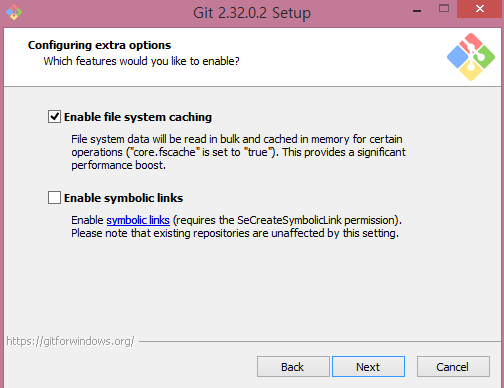 Git 2.32.0.2 Setup
Configuring extra options
Which features would you like to enable?
Enable file system caching
File system data will be read in bulk and cached in memory for certain
operations ("core.fscache" is set to "true"). This provides a significant
performance boost.
Enable symbolic links
Enable symbolic links (requires the SeCreateSymbolicLink permission).
Please note that existing repositories are unaffected by this setting.
https://gitforwindows.org/
Back
Next
Cancel